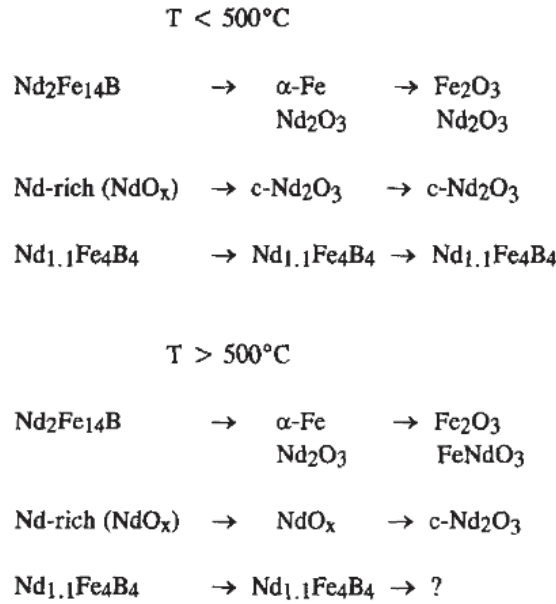 T < 500°C
Nd₂Fe₁₄B → α-Fe → Fe₂O₃
Nd₂O₃ Nd₂O₃
Nd-rich (NdOₓ) → c-Nd₂O₃ → c-Nd₂O₃
Nd₁.₁Fe₄B₄ → Nd₁.₁Fe₄B₄ → Nd₁.₁Fe₄B₄
T > 500°C
Nd₂Fe₁₄B → α-Fe → Fe₂O₃
Nd₂O₃ FeNdO₃
Nd-rich (NdOₓ) → NdOₓ → c-Nd₂O₃
Nd₁.₁Fe₄B₄ → Nd₁.₁Fe₄B₄ → ?